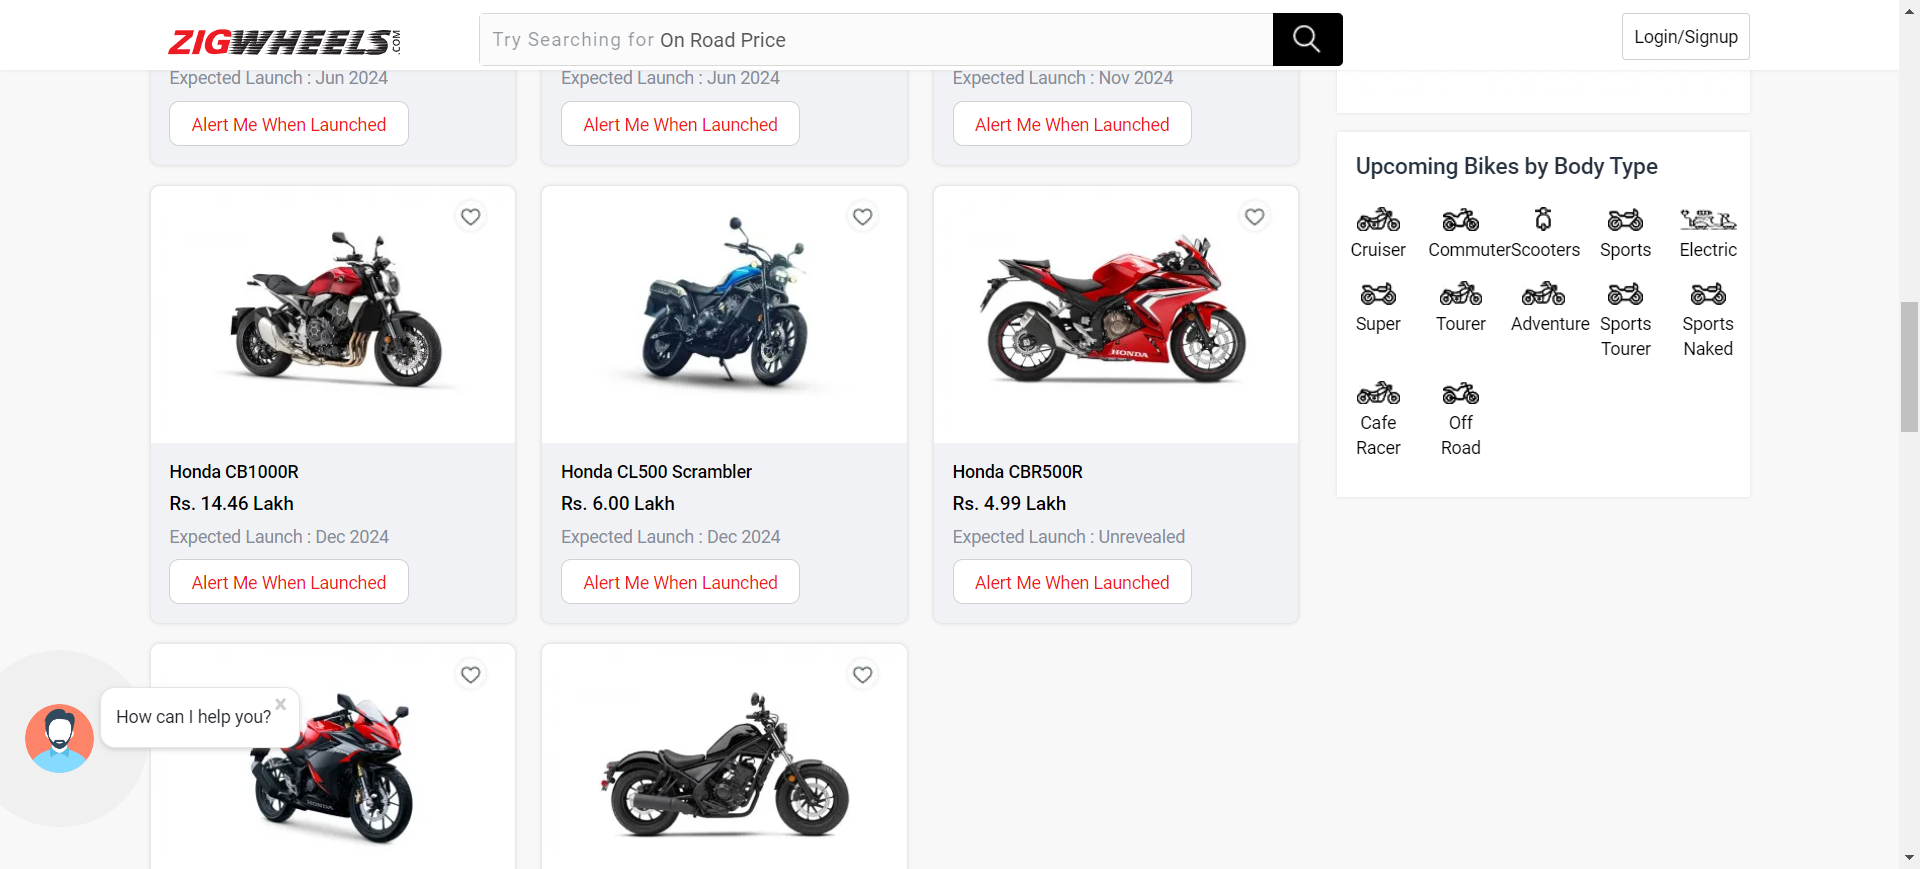 ZIGWHEELS.COM
Try Searching for On Road Price
Login/Signup
Expected Launch : Jun 2024
Alert Me When Launched
Expected Launch : Jun 2024
Alert Me When Launched
Expected Launch : Nov 2024
Alert Me When Launched
Honda CB1000R
Rs. 14.46 Lakh
Expected Launch : Dec 2024
Alert Me When Launched
Honda CL500 Scrambler
Rs. 6.00 Lakh
Expected Launch : Dec 2024
Alert Me When Launched
HONDA
Honda CBR500R
Rs. 4.99 Lakh
Expected Launch : Unrevealed
Alert Me When Launched
Upcoming Bikes by Body Type
Cruiser
Commuter
Scooters
Sports
Electric
Super
Tourer
Adventure
Sports
Tourer
Sports
Naked
Cafe
Racer
Off
Road
How can I help you?
HONDA